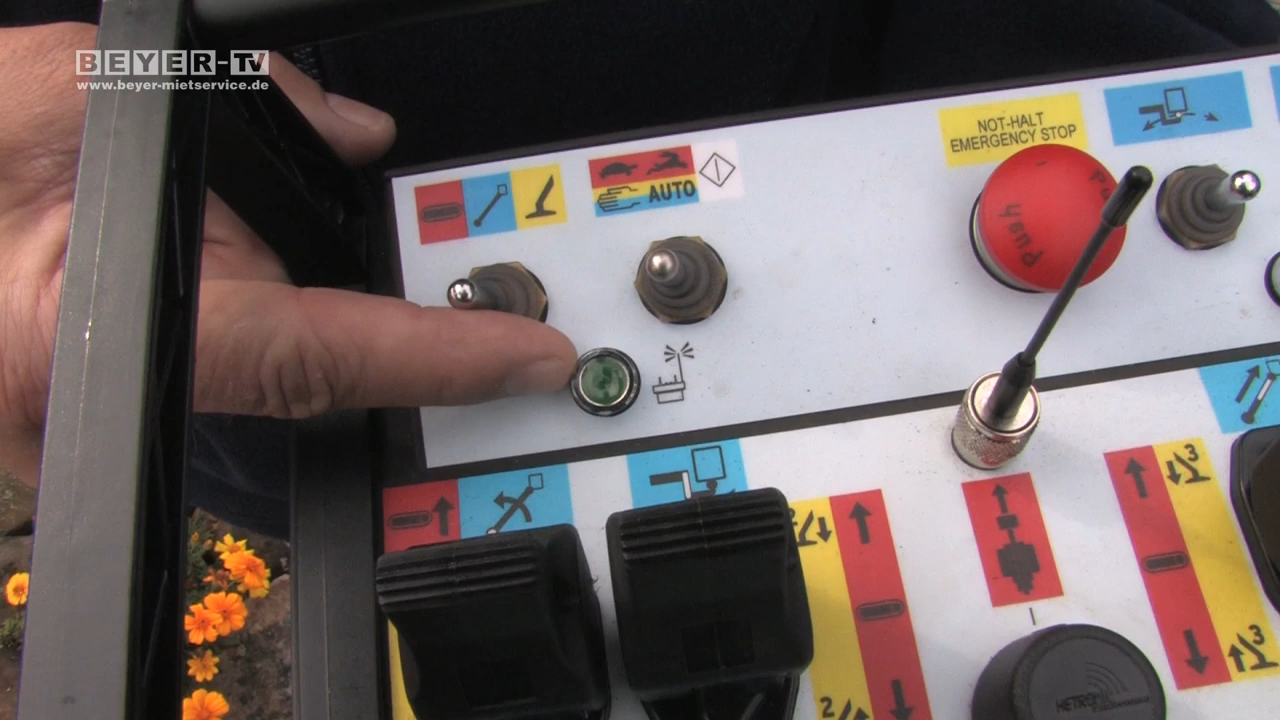 BEYER-TV
www.beyer-mietservice.de
NOT-HALT
EMERGENCY STOP
AUTO
Push
3
3
2
HETRONIC